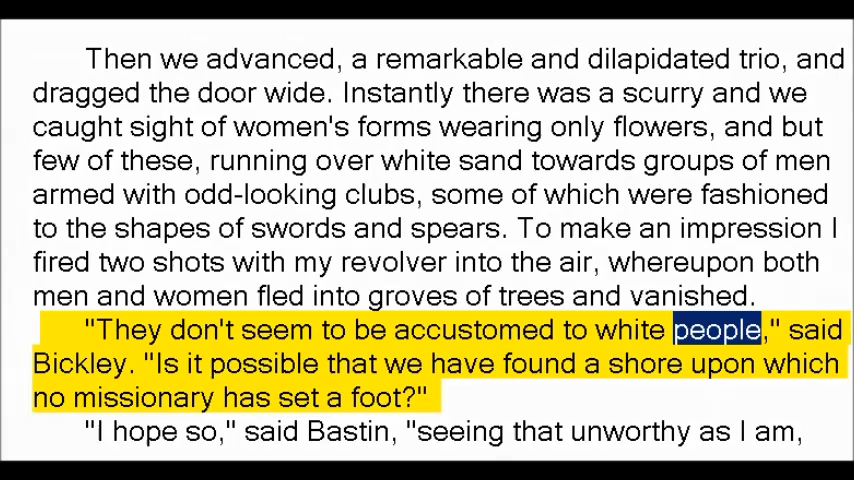 Then we advanced, a remarkable and dilapidated trio, and
dragged the door wide. Instantly there was a scurry and we
caught sight of women's forms wearing only flowers, and but
few of these, running over white sand towards groups of men
armed with odd-looking clubs, some of which were fashioned
to the shapes of swords and spears. To make an impression I
fired two shots with my revolver into the air, whereupon both
men and women fled into groves of trees and vanished.
"They don't seem to be accustomed to white people," said
Bickley. "Is it possible that we have found a shore upon which
no missionary has set a foot?"
"I hope so," said Bastin, "seeing that unworthy as I am,